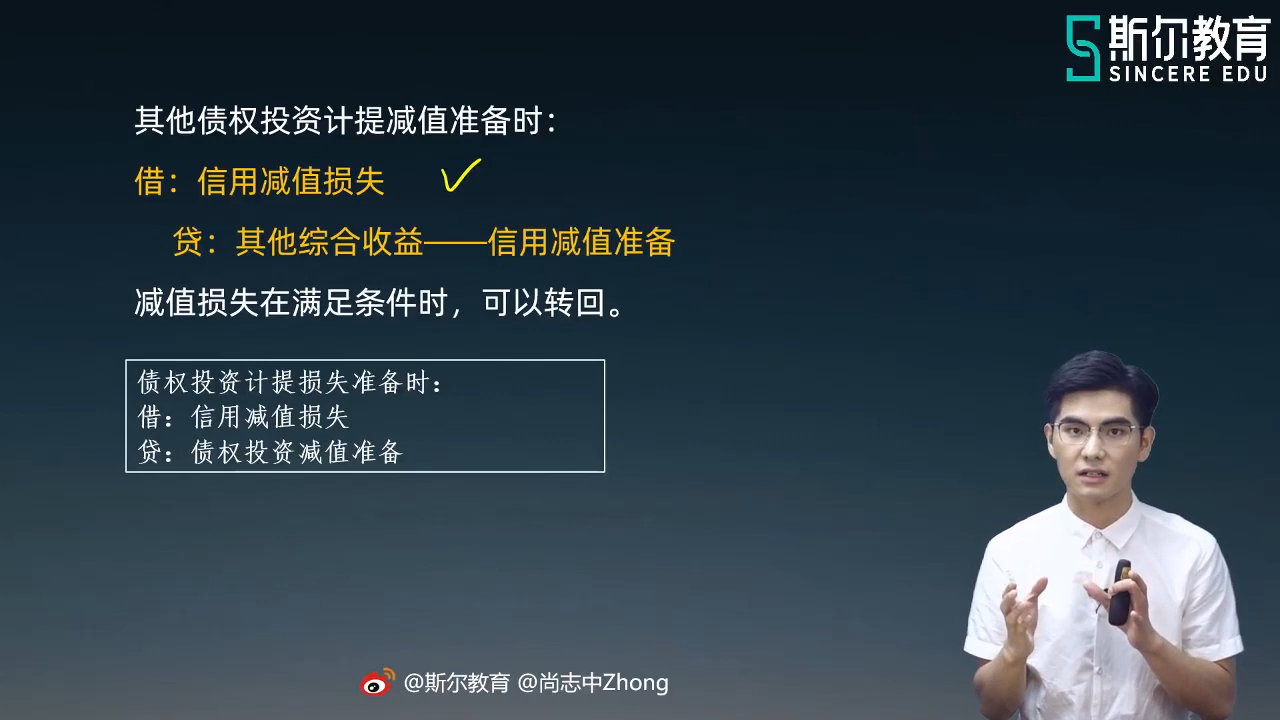 斯尔教育
SINCERE EDU
其他债权投资计提减值准备时：
借：信用减值损失
贷：其他综合收益——信用减值准备
减值损失在满足条件时，可以转回。
债权投资计提损失准备时：
借：信用减值损失
贷：债权投资减值准备
@斯尔教育 @尚志中Zhong